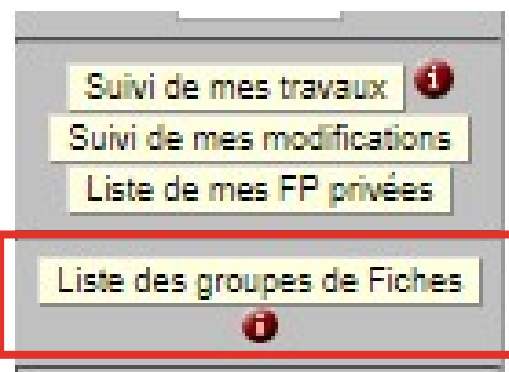 Suivi de mes travaux
Suivi de mes modifications
Liste de mes FP privées
Liste des groupes de Fiches